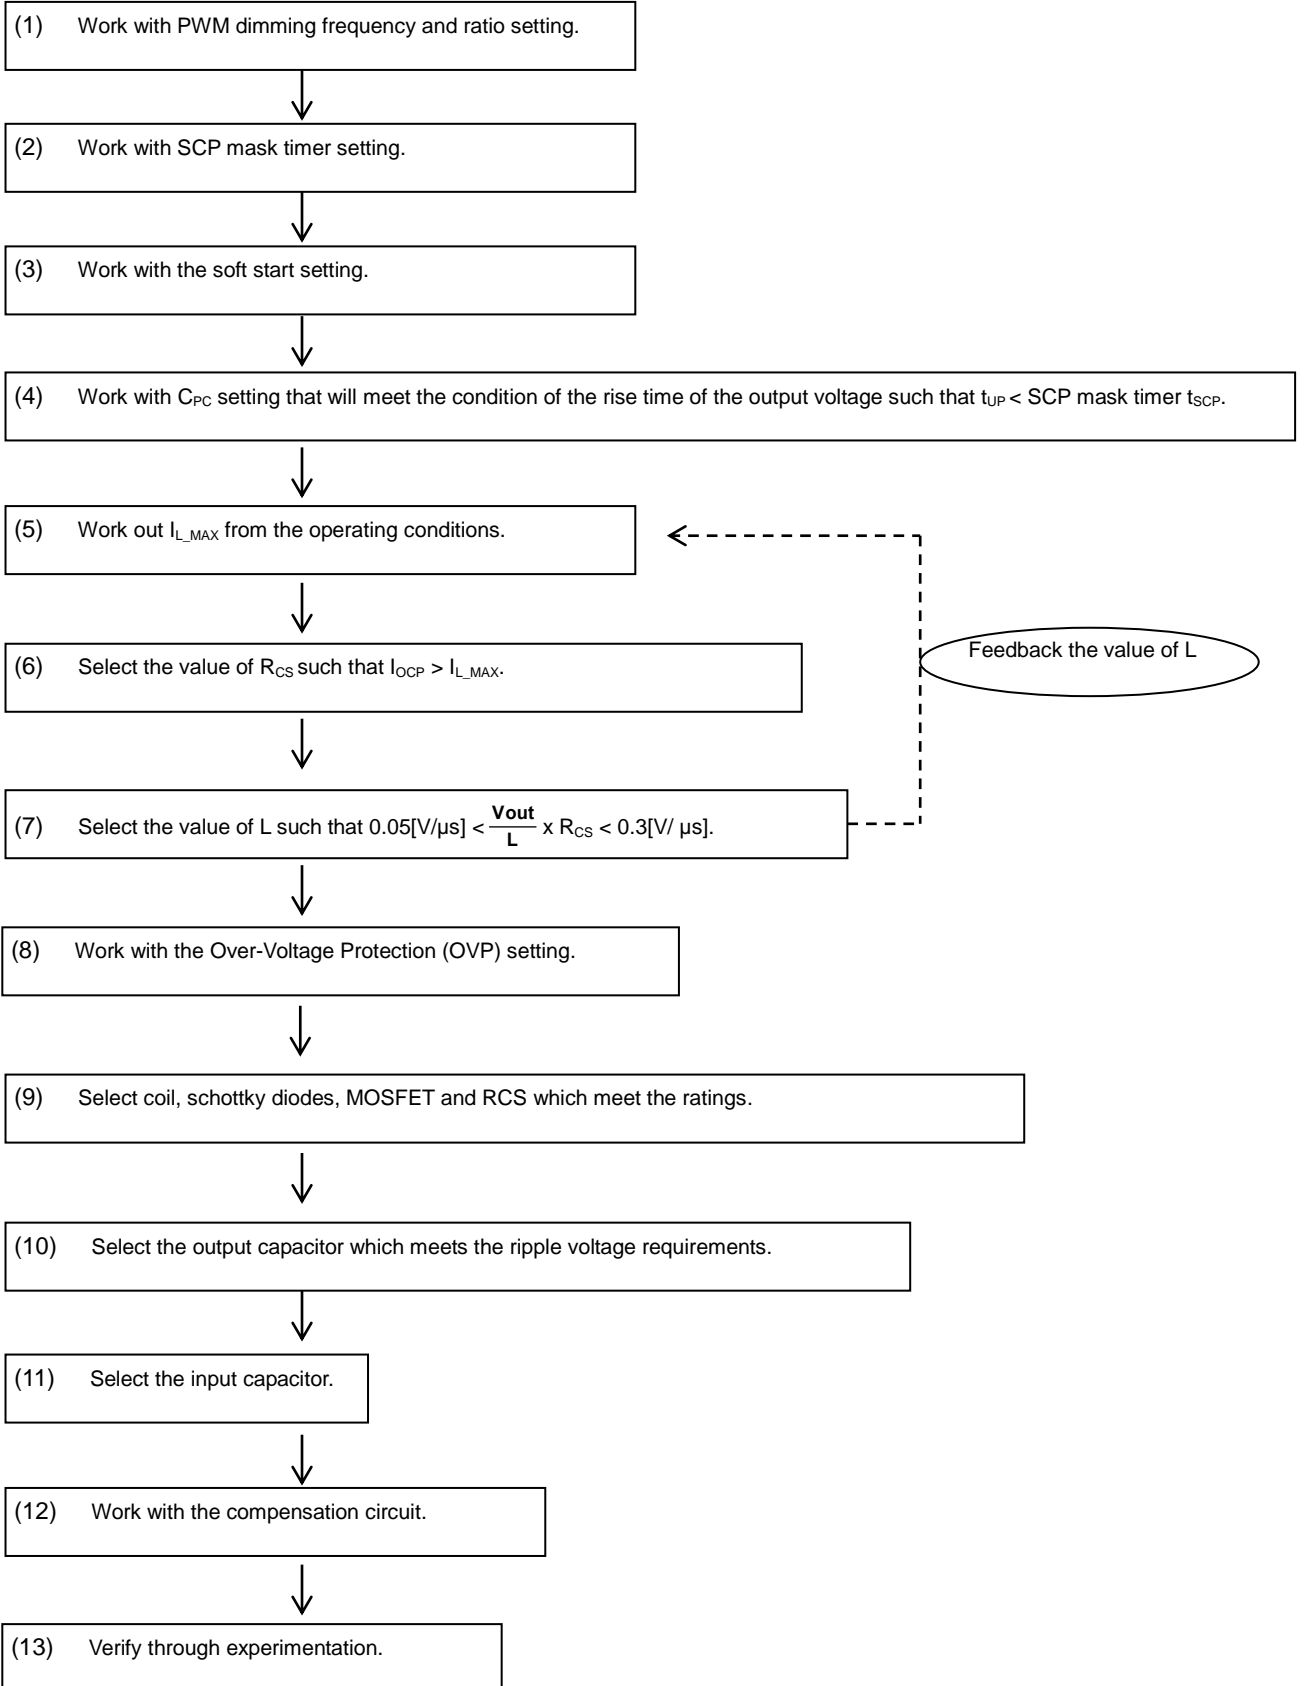 (1) Work with PWM dimming frequency and ratio setting.
(2) Work with SCP mask timer setting.
(3) Work with the soft start setting.
(4) Work with CPC setting that will meet the condition of the rise time of the output voltage such that tUP < SCP mask timer tSCP.
(5) Work out IL_MAX from the operating conditions.
(6) Select the value of RCS such that IOCP > IL_MAX.
Feedback the value of L
(7) Select the value of L such that 0.05[V/µs] < Vout/L x RCS < 0.3[V/ µs].
(8) Work with the Over-Voltage Protection (OVP) setting.
(9) Select coil, schottky diodes, MOSFET and RCS which meet the ratings.
(10) Select the output capacitor which meets the ripple voltage requirements.
(11) Select the input capacitor.
(12) Work with the compensation circuit.
(13) Verify through experimentation.